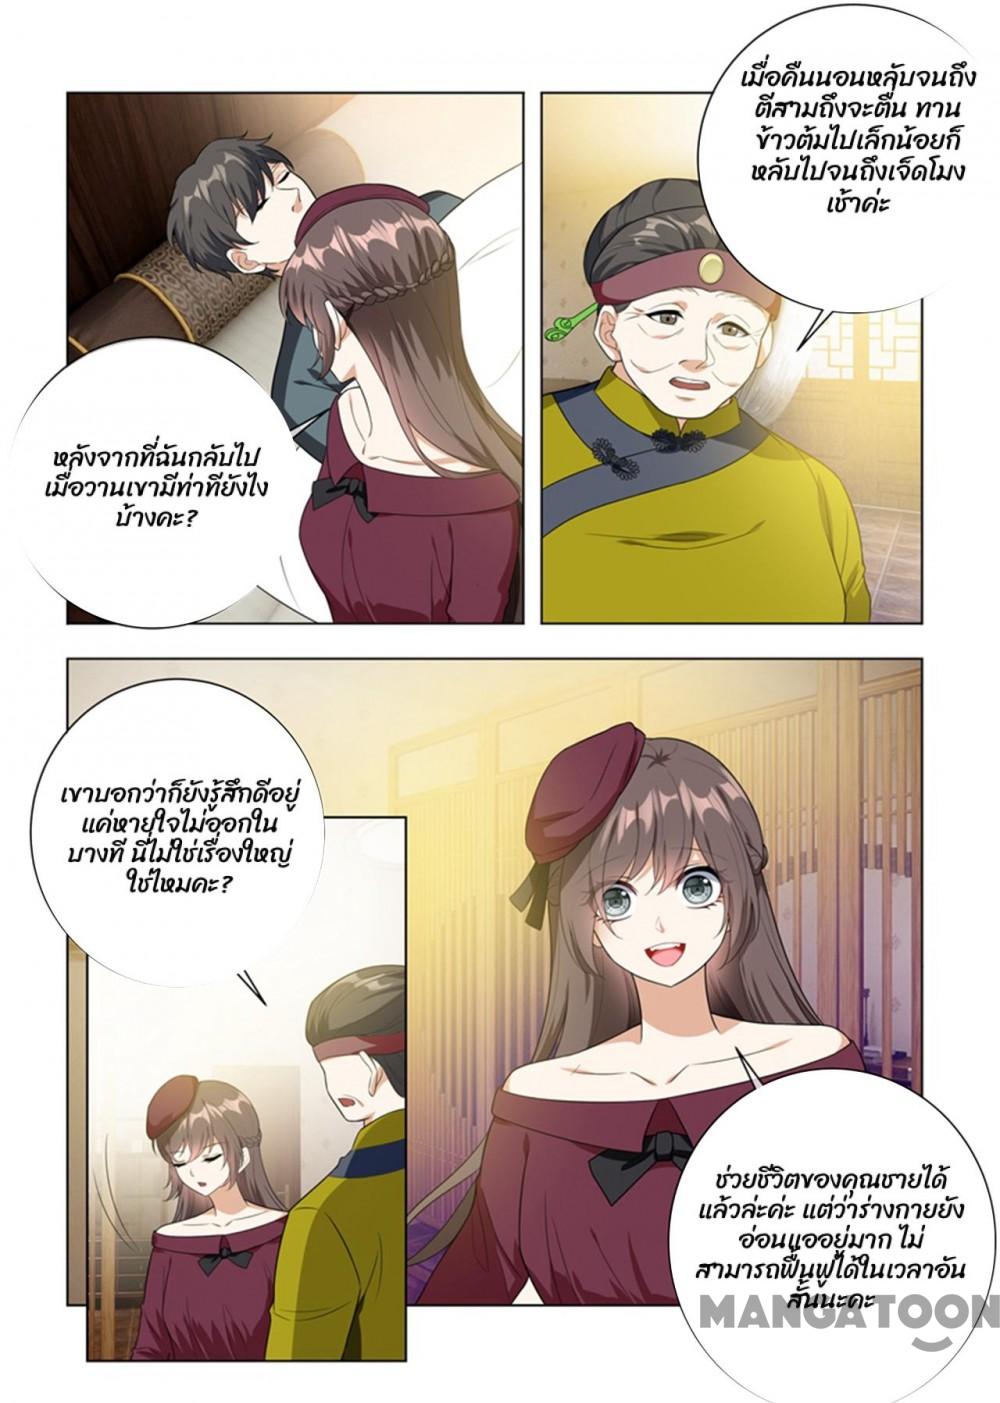 หลังจากที่ฉันกลับไป
เมื่อวานเขามีท่าทียังไง
บ้างคะ?
เมื่อคืนนอนหลับจนถึง
ตีสามถึงจะตื่น ทาน
ข้าวต้มไปเล็กน้อยก็
หลับไปจนถึงเจ็ดโมง
เช้าค่ะ
เขาบอกว่าก็ยังรู้สึกดีอยู่
แค่หายใจไม่ออกใน
บางที นี่ไม่ใช่เรื่องใหญ่
ใช่ไหมคะ?
ช่วยชีวิตของคุณชายได้
แล้วล่ะค่ะ แต่ว่าร่างกายยัง
อ่อนแออยู่มาก ไม่
สามารถฟื้นฟูได้ในเวลาอัน
สั้นนะคะ
MANGATOON